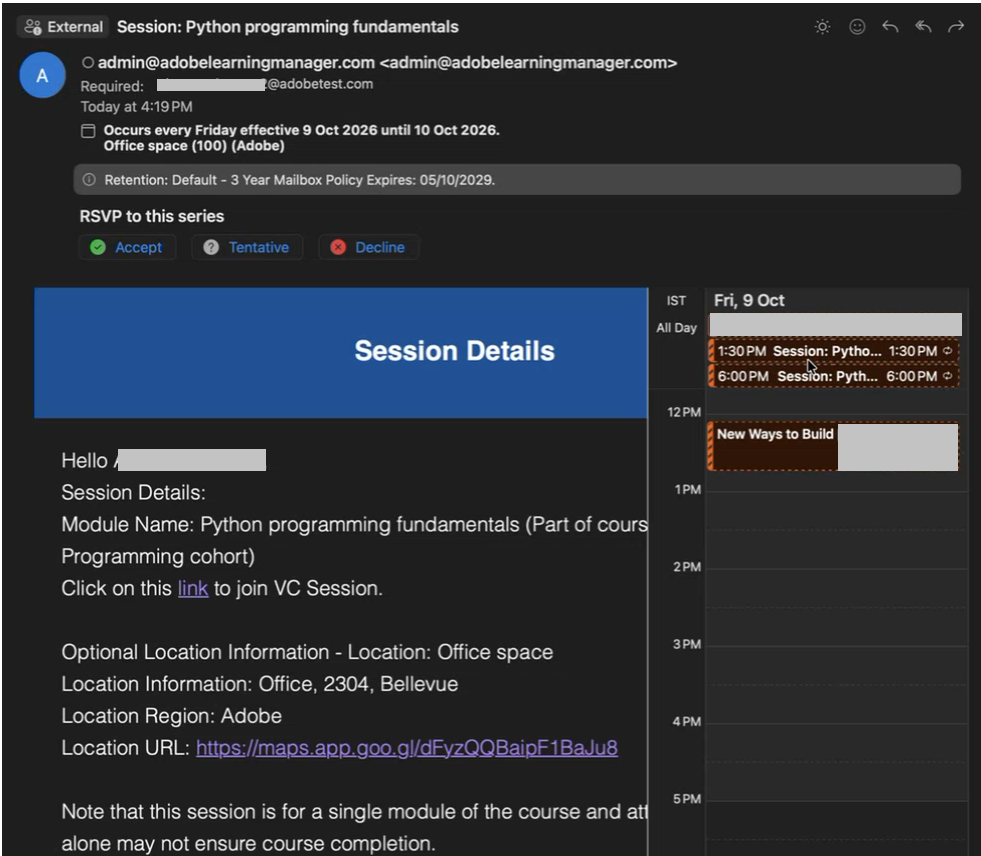 External Session: Python programming fundamentals
A
admin@adobelearningmanager.com <admin@adobelearningmanager.com>
Required: @adobetest.com
Today at 4:19 PM
Occurs every Friday effective 9 Oct 2026 until 10 Oct 2026.
Office space (100) (Adobe)
Retention: Default - 3 Year Mailbox Policy Expires: 05/10/2029.
RSVP to this series
Accept Tentative Decline
Session Details
Hello
Session Details:
Module Name: Python programming fundamentals (Part of cours
Programming cohort)
Click on this link to join VC Session.
Optional Location Information - Location: Office space
Location Information: Office, 2304, Bellevue
Location Region: Adobe
Location URL: https://maps.app.goo.gl/dFyzQQBaipF1BaJu8
Note that this session is for a single module of the course and att
alone may not ensure course completion.
IST Fri, 9 Oct
All Day
1:30 PM Session: Pytho... 1:30 PM
6:00 PM Session: Pyth... 6:00 PM
12 PM
New Ways to Build
1 PM
2 PM
3 PM
4 PM
5 PM